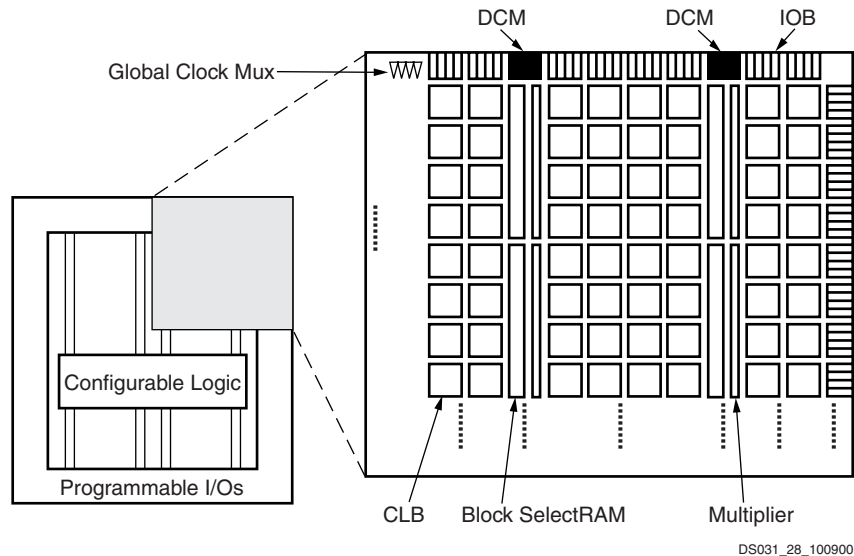 DCM DCM IOB
Global Clock Mux
Configurable Logic
Programmable I/Os
CLB Block SelectRAM Multiplier
DS031_28_100900